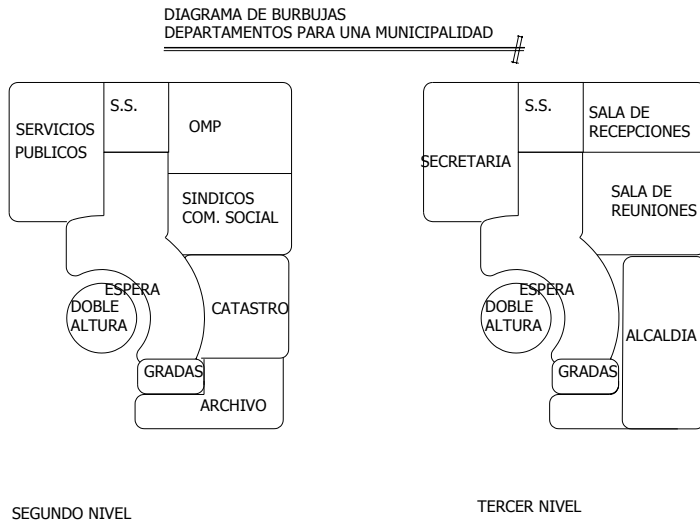 DIAGRAMA DE BURBUJAS
DEPARTAMENTOS PARA UNA MUNICIPALIDAD
SERVICIOS
PUBLICOS
S.S.
OMP
SINDICOS
COM. SOCIAL
ESPERA
DOBLE
ALTURA
CATASTRO
GRADAS
ARCHIVO
SEGUNDO NIVEL
SECRETARIA
S.S.
SALA DE
RECEPCIONES
SALA DE
REUNIONES
ESPERA
DOBLE
ALTURA
ALCALDIA
GRADAS
TERCER NIVEL